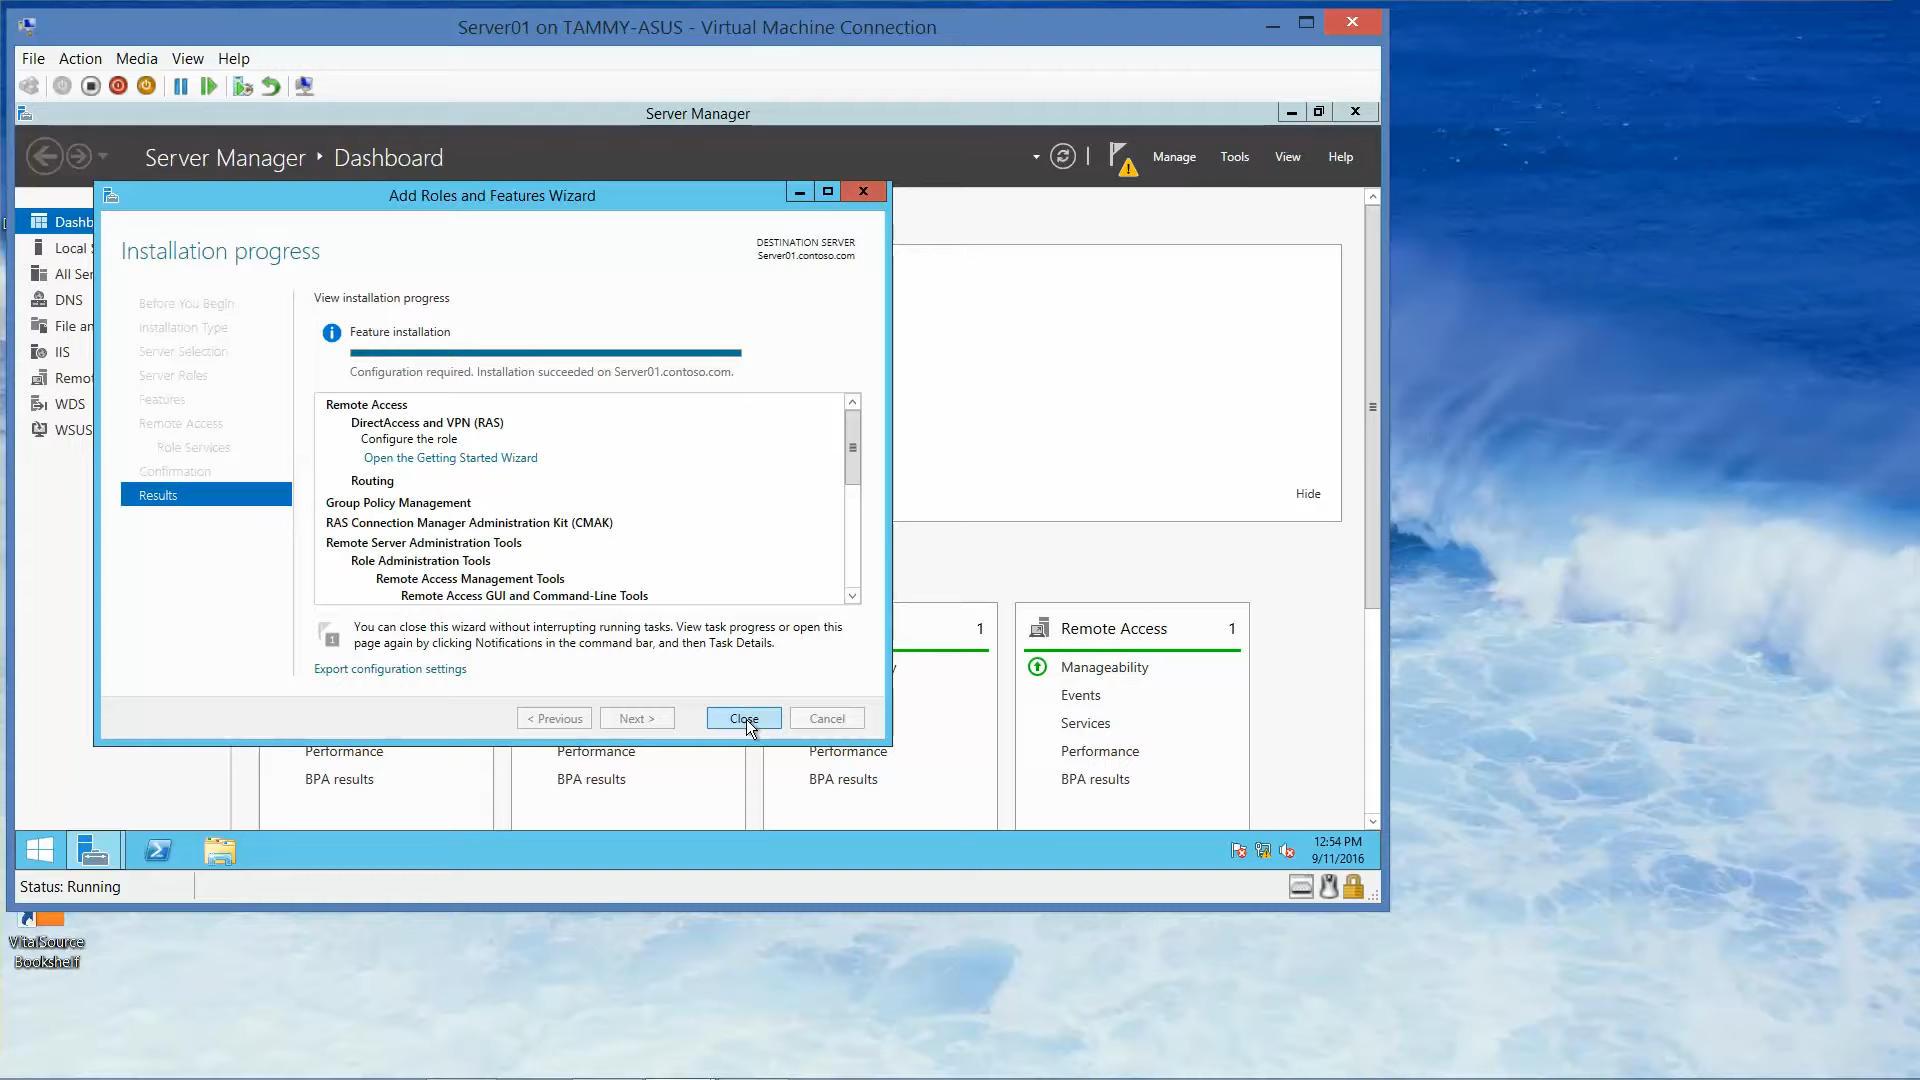 Server01 on TAMMY-ASUS - Virtual Machine Connection
File Action Media View Help
Server Manager
Server Manager Dashboard
Manage Tools View Help
Add Roles and Features Wizard
Dashb
Local
All Ser
DNS
File an
IIS
Remot
WDS
WSUS
Installation progress
DESTINATION SERVER
Server01.contoso.com
Before You Begin
Installation Type
Server Selection
Server Roles
Features
Remote Access
Role Services
Confirmation
Results
View installation progress
Feature installation
Configuration required. Installation succeeded on Server01.contoso.com.
Remote Access
DirectAccess and VPN (RAS)
Configure the role
Open the Getting Started Wizard
Routing
Group Policy Management
RAS Connection Manager Administration Kit (CMAK)
Remote Server Administration Tools
Role Administration Tools
Remote Access Management Tools
Remote Access GUI and Command-Line Tools
1
You can close this wizard without interrupting running tasks. View task progress or open this
page again by clicking Notifications in the command bar, and then Task Details.
Export configuration settings
< Previous Next > Close Cancel
Hide
1
Remote Access 1
Manageability
Events
Services
Performance
BPA results
Performance
BPA results
Performance
BPA results
Performance
BPA results
12:54 PM
9/11/2016
Status: Running
VitalSource
Bookshelf